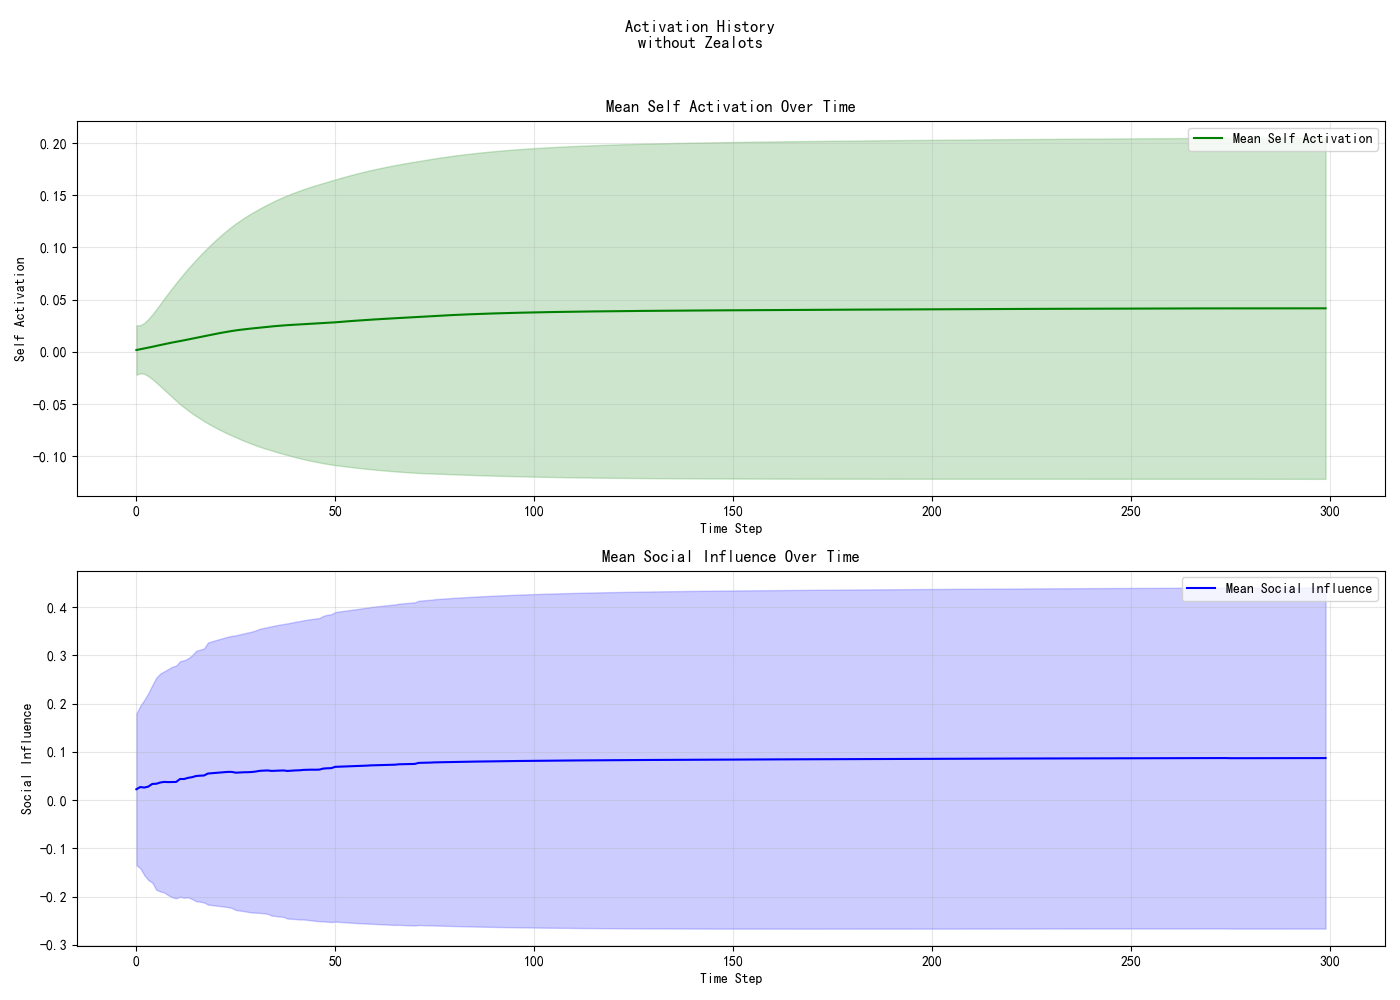 Activation History
without Zealots
Mean Self Activation Over Time
Mean Self Activation
Self Activation
0.20
0.15
0.10
0.05
0.00
-0.05
-0.10
0 50 100 150 200 250 300
Time Step
Mean Social Influence Over Time
Mean Social Influence
Social Influence
0.4
0.3
0.2
0.1
0.0
-0.1
-0.2
-0.3
0 50 100 150 200 250 300
Time Step